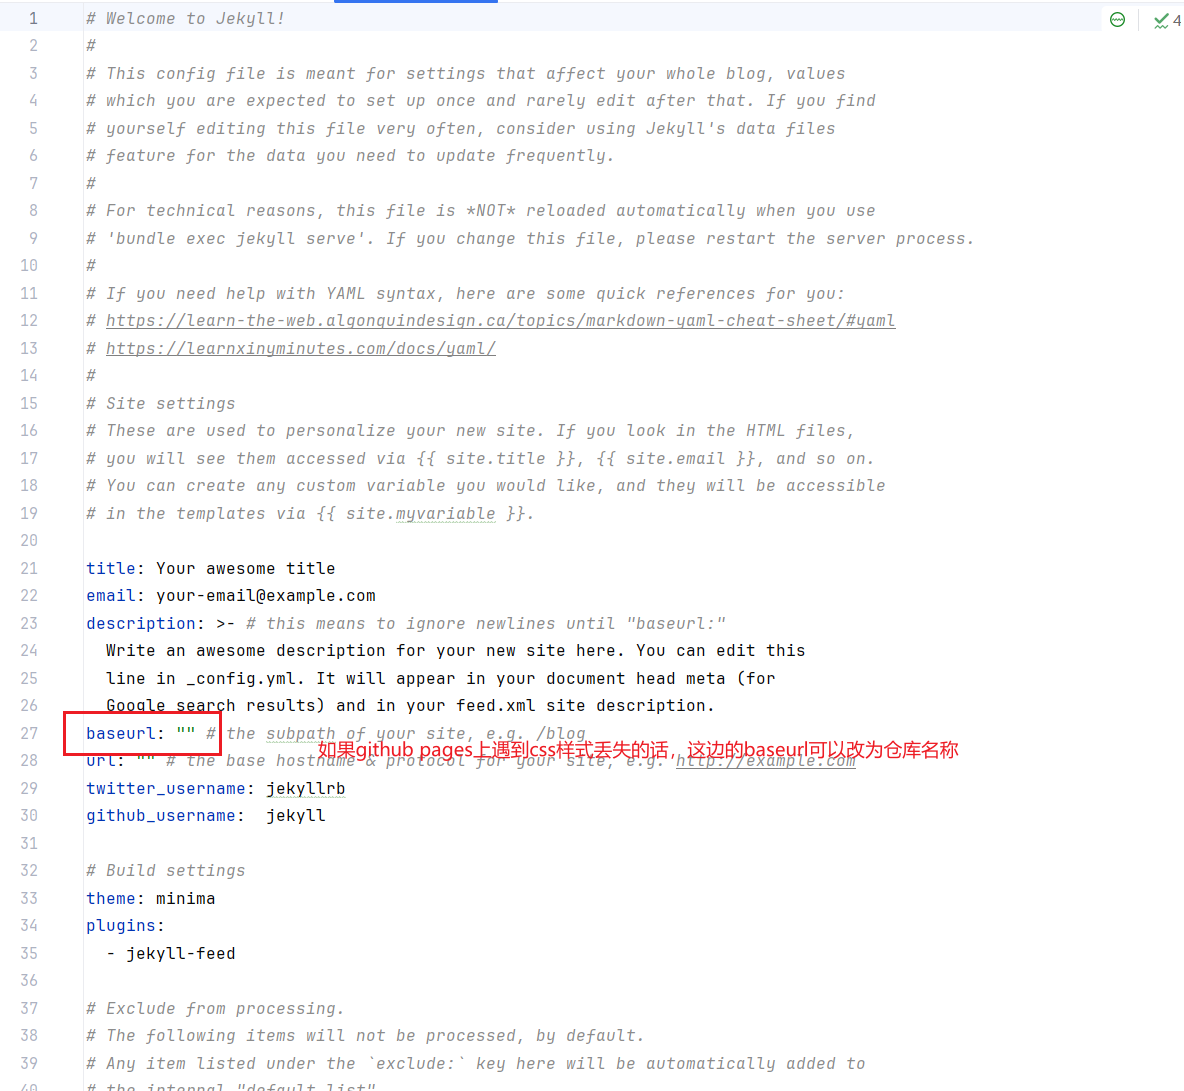 1 # Welcome to Jekyll! 4
2 #
3 # This config file is meant for settings that affect your whole blog, values
4 # which you are expected to set up once and rarely edit after that. If you find
5 # yourself editing this file very often, consider using Jekyll's data files
6 # feature for the data you need to update frequently.
7 #
8 # For technical reasons, this file is *NOT* reloaded automatically when you use
9 # 'bundle exec jekyll serve'. If you change this file, please restart the server process.
10 #
11 # If you need help with YAML syntax, here are some quick references for you:
12 # https://learn-the-web.algonquindesign.ca/topics/markdown-yaml-cheat-sheet/#yaml
13 # https://learnxinyminutes.com/docs/yaml/
14 #
15 # Site settings
16 # These are used to personalize your new site. If you look in the HTML files,
17 # you will see them accessed via {{ site.title }}, {{ site.email }}, and so on.
18 # You can create any custom variable you would like, and they will be accessible
19 # in the templates via {{ site.myvariable }}.
20
21 title: Your awesome title
22 email: your-email@example.com
23 description: >- # this means to ignore newlines until "baseurl:"
24 Write an awesome description for your new site here. You can edit this
25 line in _config.yml. It will appear in your document head meta (for
26 Google search results) and in your feed.xml site description.
27 baseurl: "" # the subpath of your site, e.g. /blog
如果github pages上遇到css样式丢失的话，这边的baseurl可以改为仓库名称
28 url: "" # the base hostname & protocol for your site, e.g. http://example.com
29 twitter_username: jekyllrb
30 github_username:  jekyll
31
32 # Build settings
33 theme: minima
34 plugins:
35 - jekyll-feed
36
37 # Exclude from processing.
38 # The following items will not be processed, by default.
39 # Any item listed under the `exclude:` key here will be automatically added to
40 # the internal "default list".